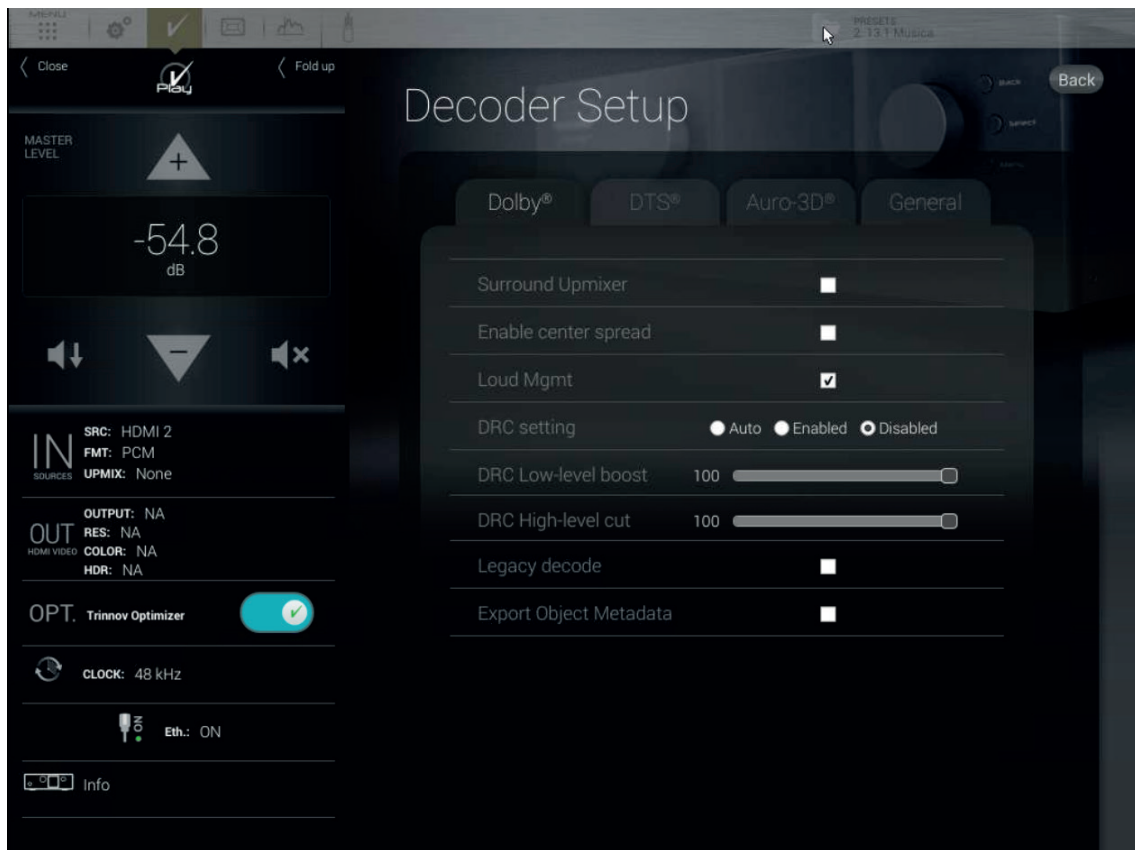 MENU
PRESETS
2: 13.1 Musica
Close
Play
Fold up
Decoder Setup
Back
Back
Select
Menu
MASTER
LEVEL
+
-54.8
dB
−
Dolby® DTS® Auro-3D® General
Surround Upmixer
Enable center spread
Loud Mgmt
DRC setting Auto Enabled Disabled
DRC Low-level boost 100
DRC High-level cut 100
Legacy decode
Export Object Metadata
IN
SOURCES
SRC: HDMI 2
FMT: PCM
UPMIX: None
OUT
HDMI VIDEO
OUTPUT: NA
RES: NA
COLOR: NA
HDR: NA
OPT. Trinnov Optimizer
CLOCK: 48 kHz
ON
Eth.: ON
Info